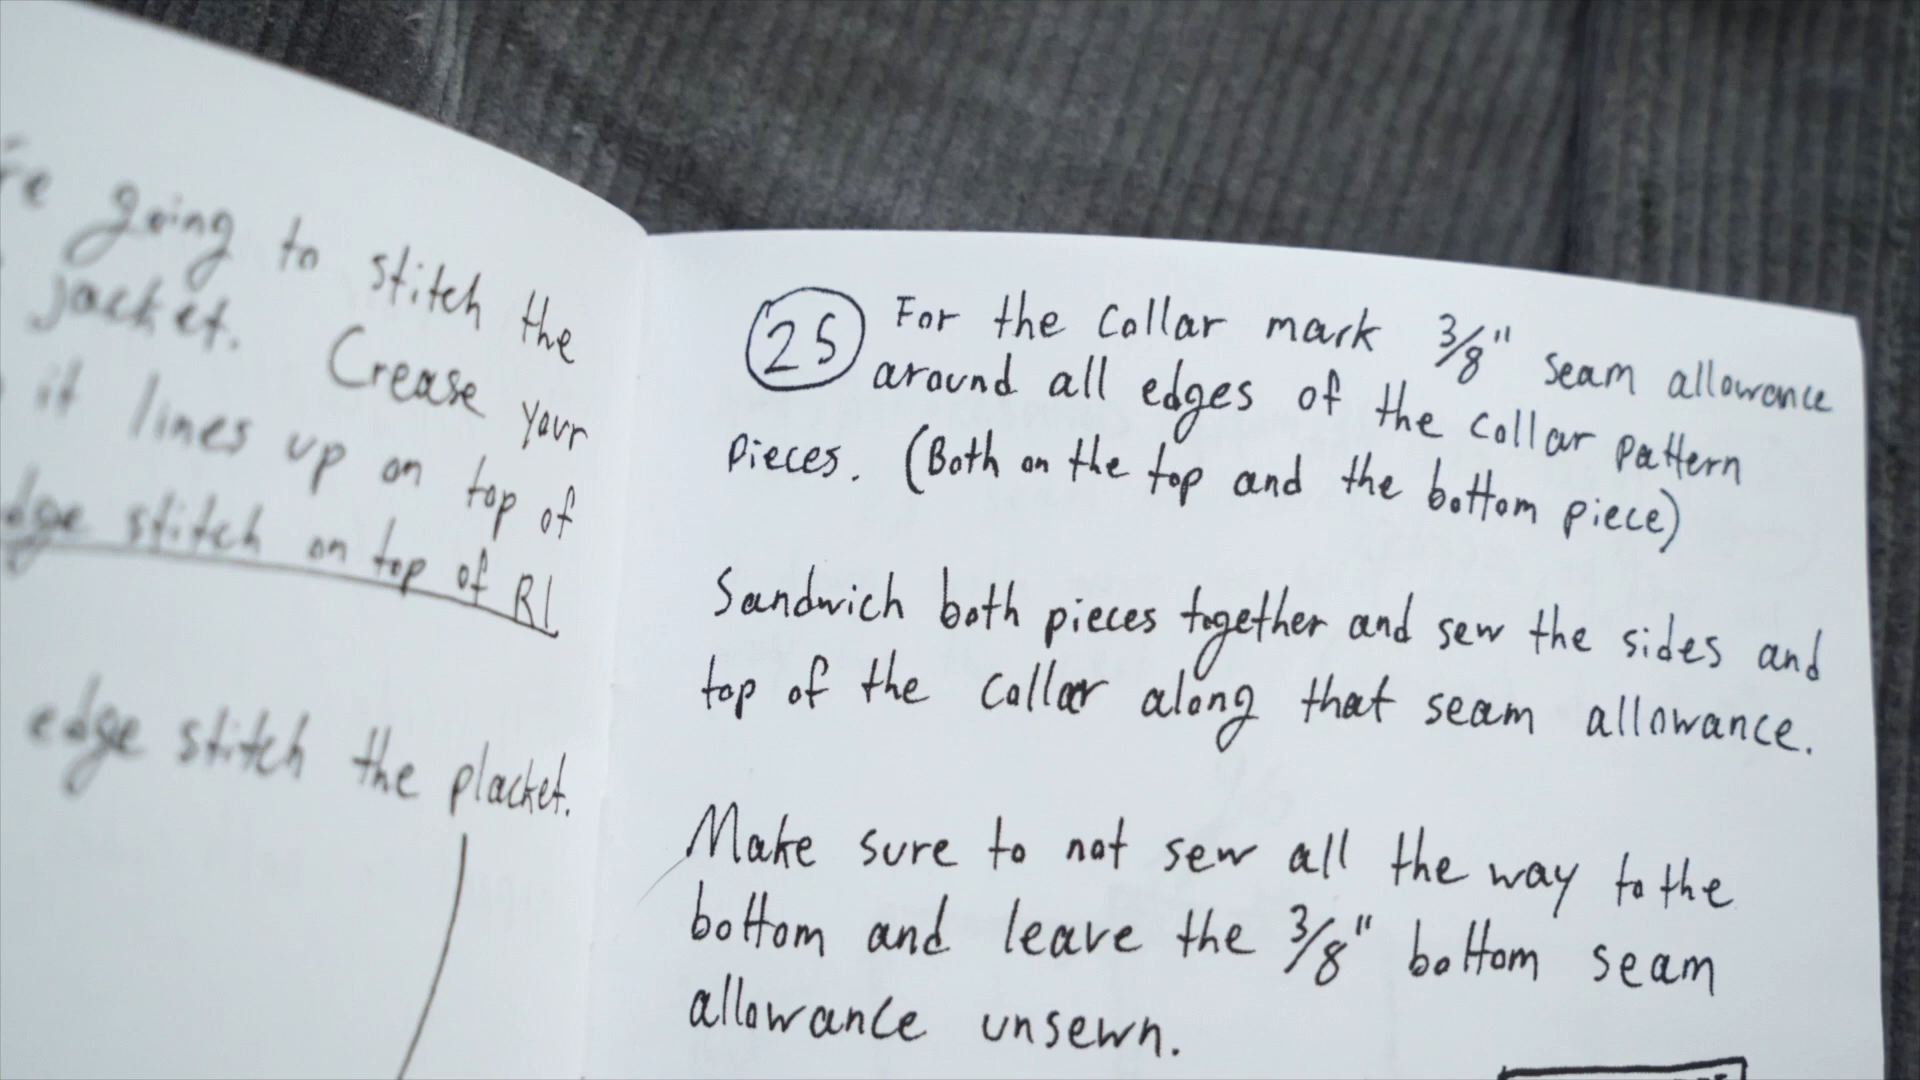 going to stitch the
jacket. Crease your
it lines up on top of
edge stitch on top of RI
edge stitch the placket.
25 For the collar mark 3/8" seam allowance
around all edges of the collar pattern
pieces. (Both on the top and the bottom piece)
Sandwich both pieces together and sew the sides and
top of the collar along that seam allowance.
Make sure to not sew all the way to the
bottom and leave the 3/8" bottom seam
allowance unsewn.